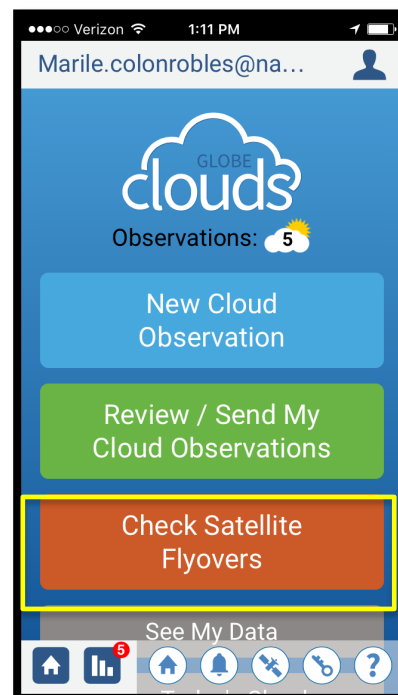 Verizon 1:11 PM
Marile.colonrobles@na...
GLOBE
clouds
Observations: 5
New Cloud
Observation
Review / Send My
Cloud Observations
Check Satellite
Flyovers
See My Data
5
?